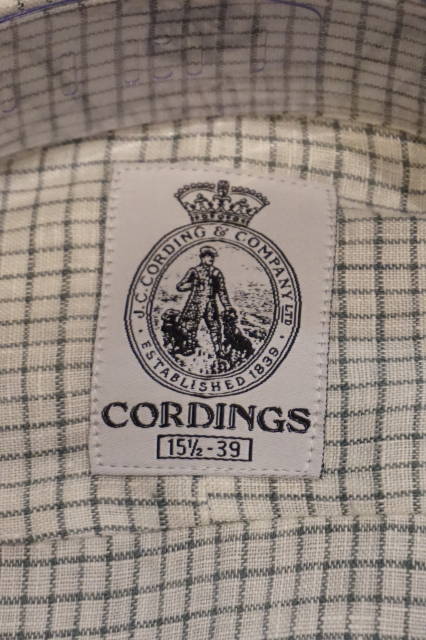 J.C. CORDING & COMPANY LTD
ESTABLISHED 1839
CORDINGS
15½-39